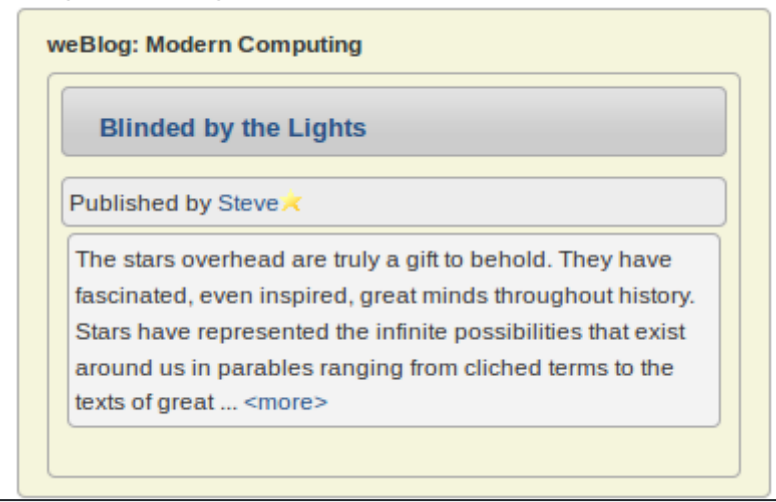 weBlog: Modern Computing
Blinded by the Lights
Published by Steve
The stars overhead are truly a gift to behold. They have
fascinated, even inspired, great minds throughout history.
Stars have represented the infinite possibilities that exist
around us in parables ranging from cliched terms to the
texts of great ... <more>